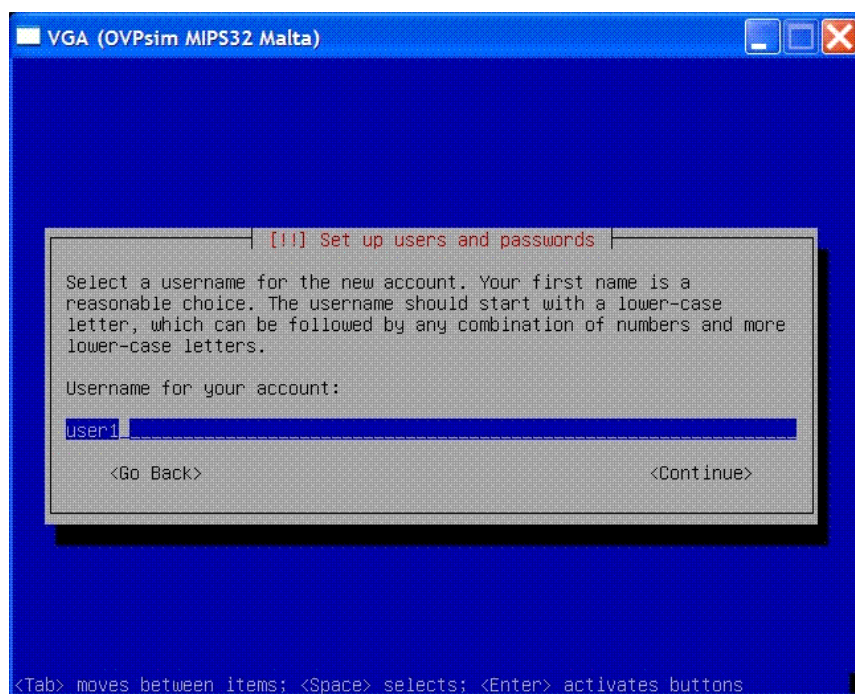 VGA (OVPsim MIPS32 Malta)
[!!] Set up users and passwords
Select a username for the new account. Your first name is a
reasonable choice. The username should start with a lower-case
letter, which can be followed by any combination of numbers and more
lower-case letters.
Username for your account:
user1
<Go Back> <Continue>
<Tab> moves between items; <Space> selects; <Enter> activates buttons